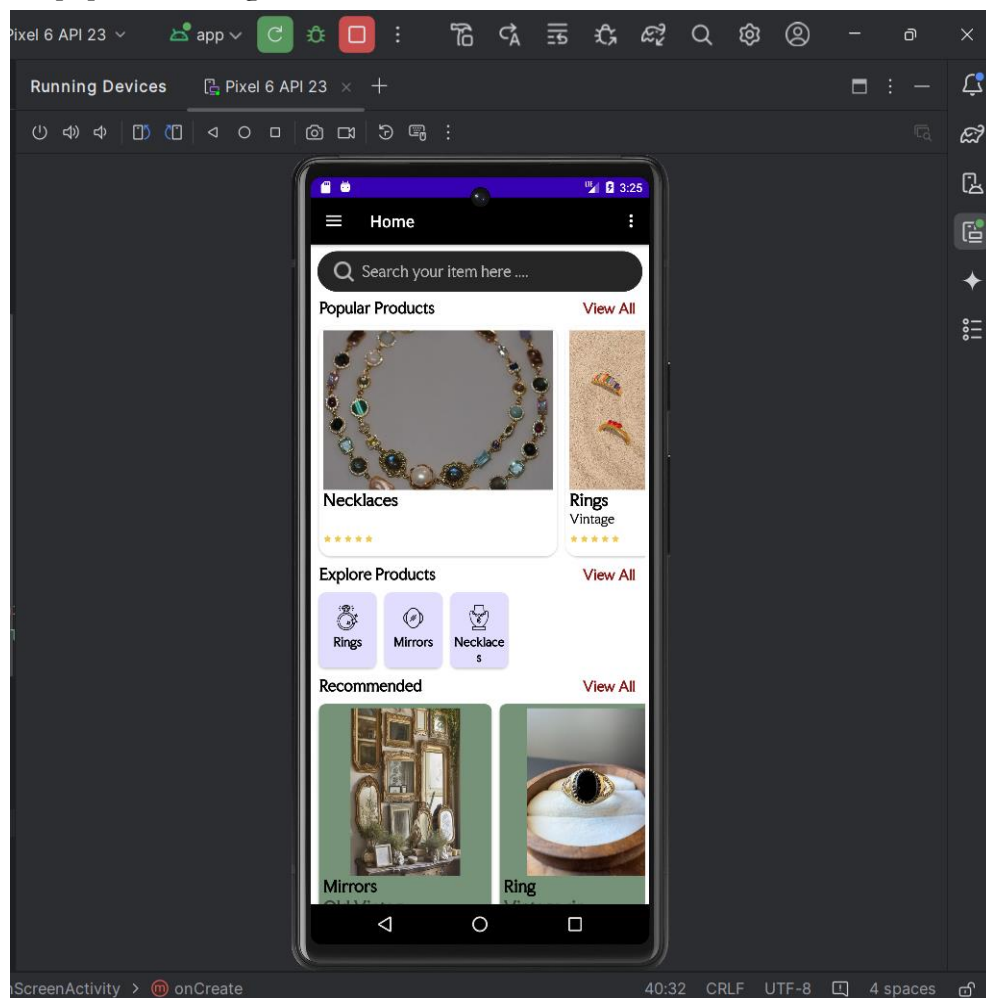 ixel 6 API 23 app
Running Devices Pixel 6 API 23
3:25
Home
Search your item here ....
Popular Products View All
Necklaces Rings
Vintage
Explore Products View All
Rings Mirrors Necklace
s
Recommended View All
Mirrors Ring
nScreenActivity > m onCreate 40:32 CRLF UTF-8 4 spaces